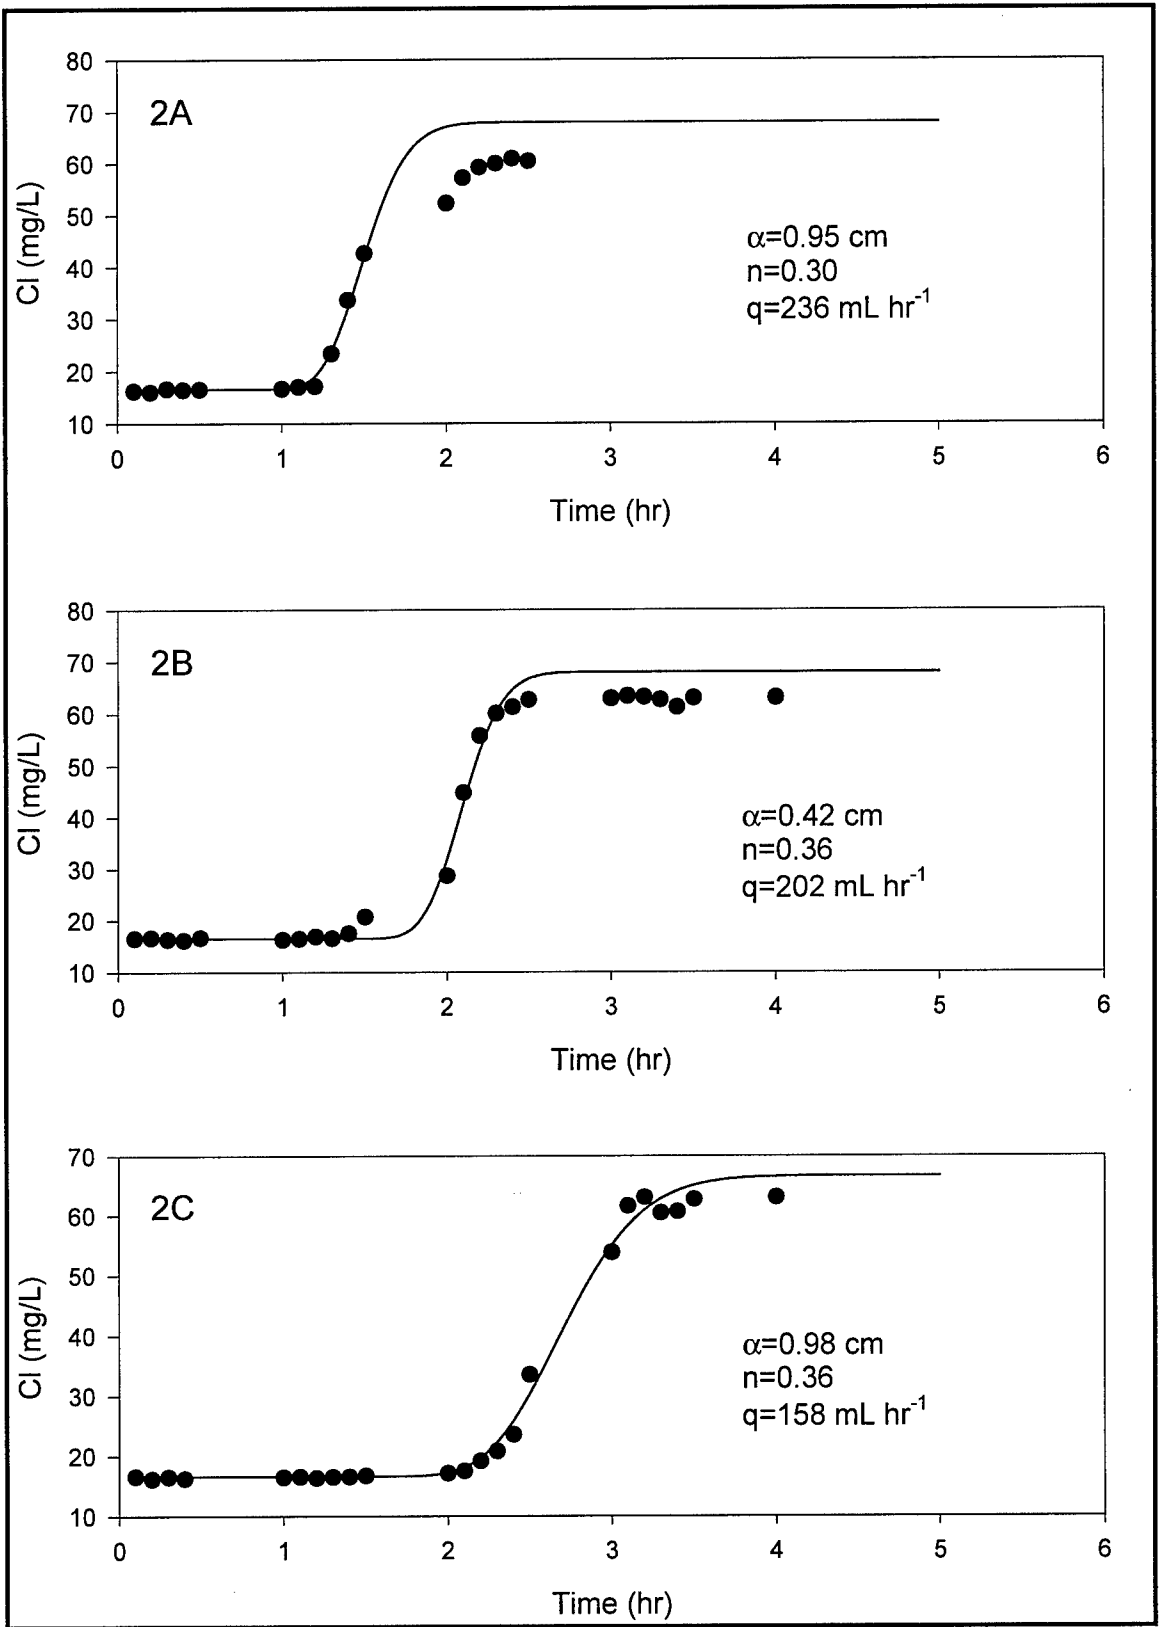 80
2A
70
60
50
40
30
20
10
Cl (mg/L)
α=0.95 cm
n=0.30
q=236 mL hr-1
0 1 2 3 4 5 6
Time (hr)
80
2B
70
60
50
40
30
20
10
Cl (mg/L)
α=0.42 cm
n=0.36
q=202 mL hr-1
0 1 2 3 4 5 6
Time (hr)
70
2C
60
50
40
30
20
10
Cl (mg/L)
α=0.98 cm
n=0.36
q=158 mL hr-1
0 1 2 3 4 5 6
Time (hr)